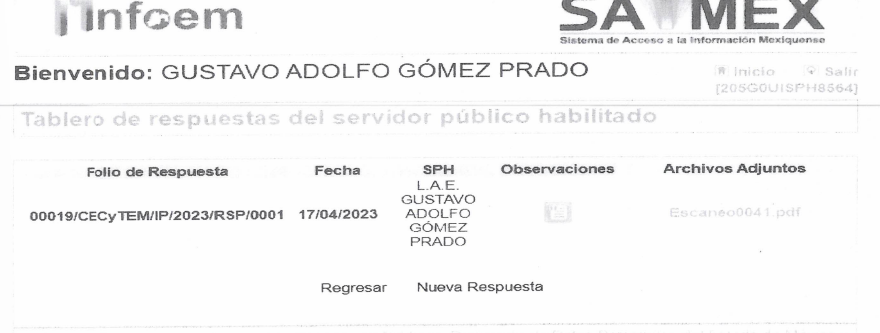 infoem
SAIMEX
Sistema de Acceso a la Información Mexiquense
Bienvenido: GUSTAVO ADOLFO GÓMEZ PRADO
Inicio Salir
[205G0UISPH8564]
Tablero de respuestas del servidor público habilitado
Folio de Respuesta Fecha SPH Observaciones Archivos Adjuntos
00019/CECyTEM/IP/2023/RSP/0001 17/04/2023 L.A.E. GUSTAVO ADOLFO GÓMEZ PRADO Escaneo0041.pdf
Regresar Nueva Respuesta